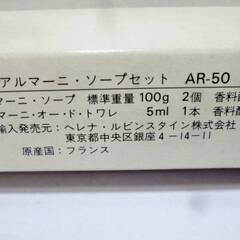 アルマーニ・ソープセット AR-50
マーニ・ソープ 標準重量 100g 2個 香料
マーニ・オー・ド・トワレ 5ml 1本 香料
輸入発売元：ヘレナ・ルビンスタイン株式会
東京都中央区銀座4-14-11
原産国：フランス